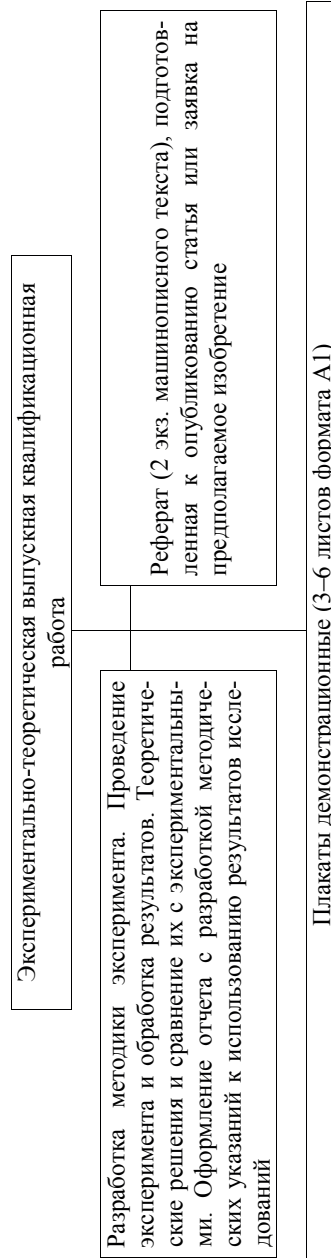 Экспериментально-теоретическая выпускная квалификационная
работа
Разработка методики эксперимента. Проведение
эксперимента и обработка результатов. Теоретиче-
ские решения и сравнение их с экспериментальны-
ми. Оформление отчета с разработкой методиче-
ских указаний к использованию результатов иссле-
дований
Реферат (2 экз. машинописного текста), подготов-
ленная к опубликованию статья или заявка на
предполагаемое изобретение
Плакаты демонстрационные (3–6 листов формата А1)